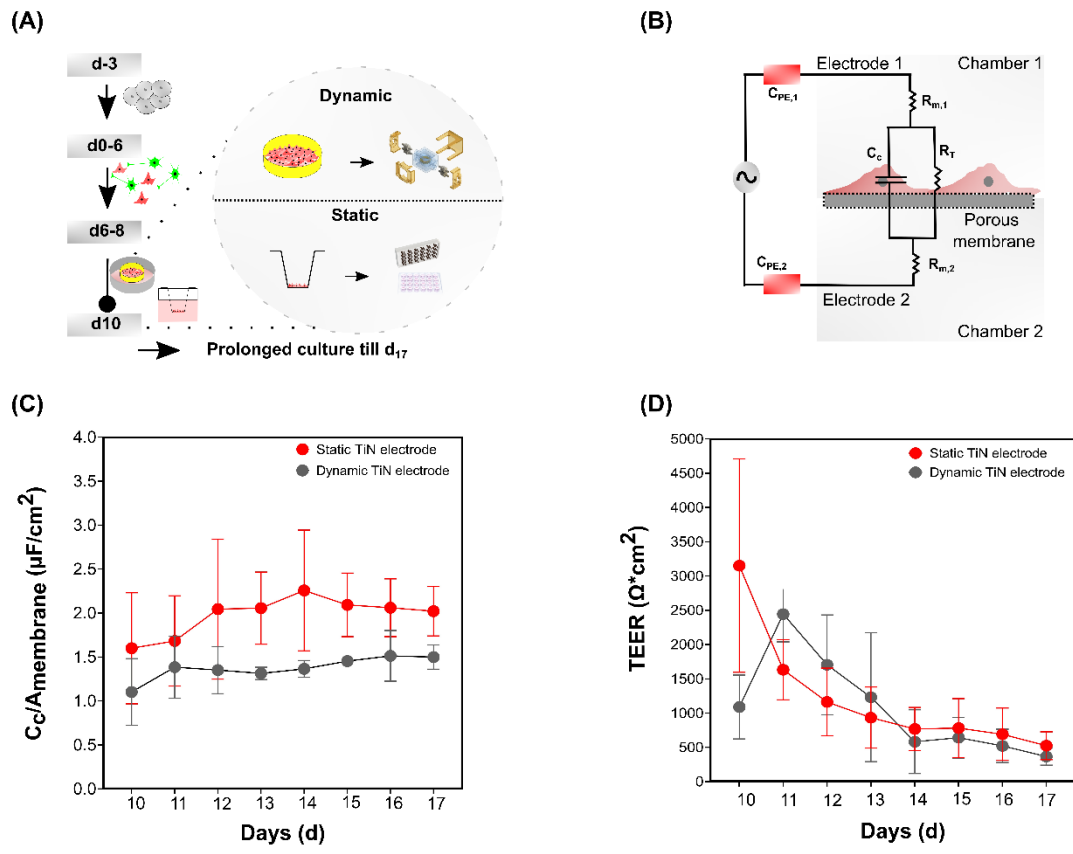 (A)
d-3
d0-6
d6-8
d10
Dynamic
Static
Prolonged culture till d17
(B)
Electrode 1
Chamber 1
CPE,1
Rm,1
Cc
RT
Porous
membrane
CPE,2
Rm,2
Electrode 2
Chamber 2
(C)
Static TiN electrode
Dynamic TiN electrode
Cc/Amembrane (µF/cm2)
4.0
3.5
3.0
2.5
2.0
1.5
1.0
0.5
0.0
10 11 12 13 14 15 16 17
Days (d)
(D)
Static TiN electrode
Dynamic TiN electrode
TEER (Ω*cm2)
5000
4500
4000
3500
3000
2500
2000
1500
1000
500
0
10 11 12 13 14 15 16 17
Days (d)